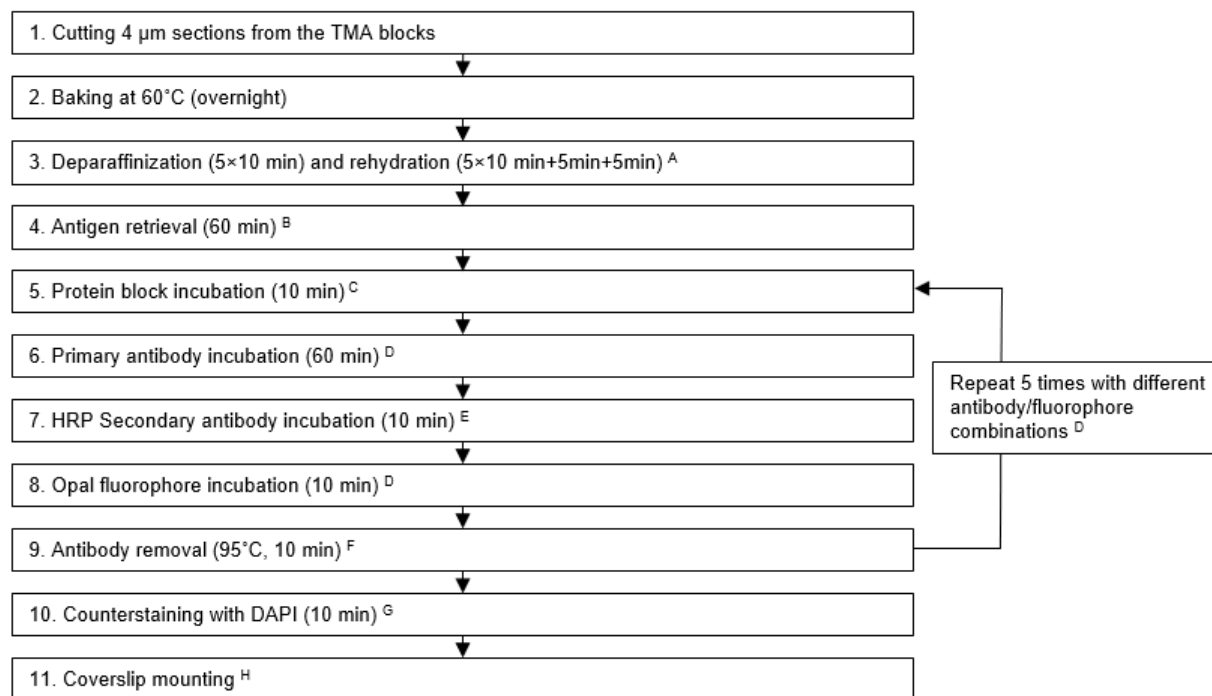 1. Cutting 4 µm sections from the TMA blocks
2. Baking at 60°C (overnight)
3. Deparaffinization (5×10 min) and rehydration (5×10 min+5min+5min) A
4. Antigen retrieval (60 min) B
5. Protein block incubation (10 min) C
6. Primary antibody incubation (60 min) D
7. HRP Secondary antibody incubation (10 min) E
8. Opal fluorophore incubation (10 min) D
9. Antibody removal (95°C, 10 min) F
10. Counterstaining with DAPI (10 min) G
11. Coverslip mounting H
Repeat 5 times with different
antibody/fluorophore
combinations D